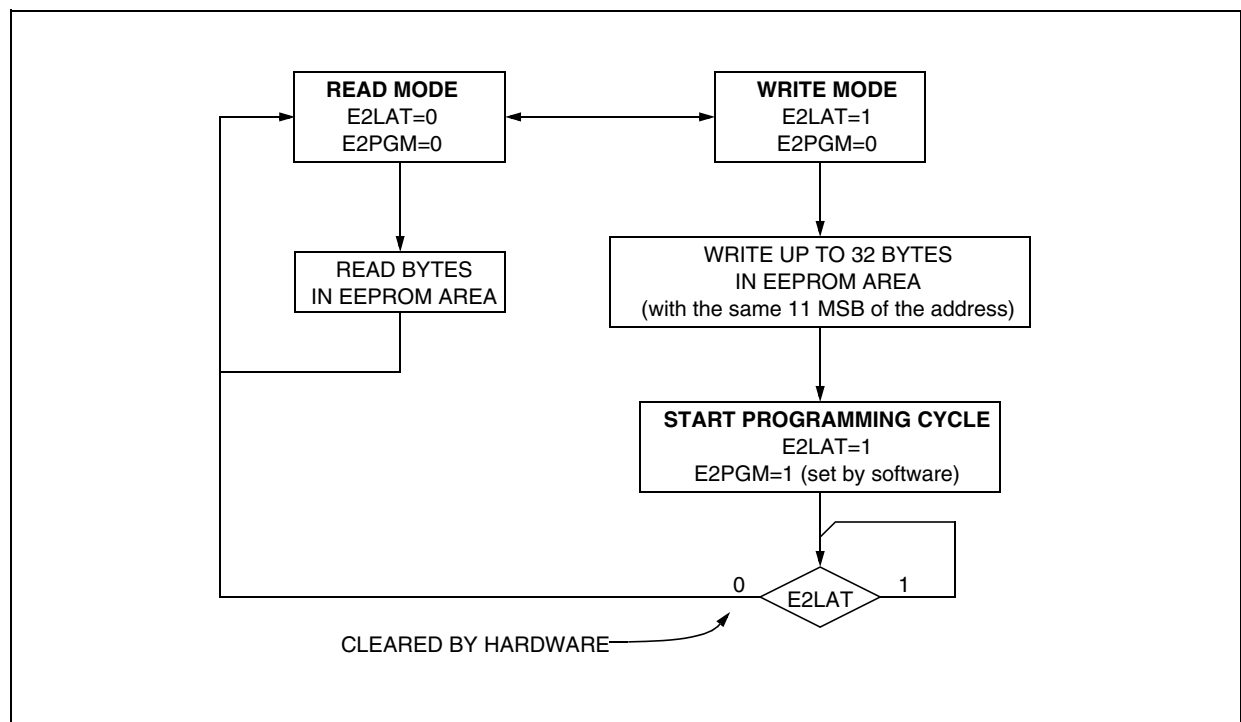 READ MODE
E2LAT=0
E2PGM=0
WRITE MODE
E2LAT=1
E2PGM=0
READ BYTES
IN EEPROM AREA
WRITE UP TO 32 BYTES
IN EEPROM AREA
(with the same 11 MSB of the address)
START PROGRAMMING CYCLE
E2LAT=1
E2PGM=1 (set by software)
0
E2LAT
1
CLEARED BY HARDWARE